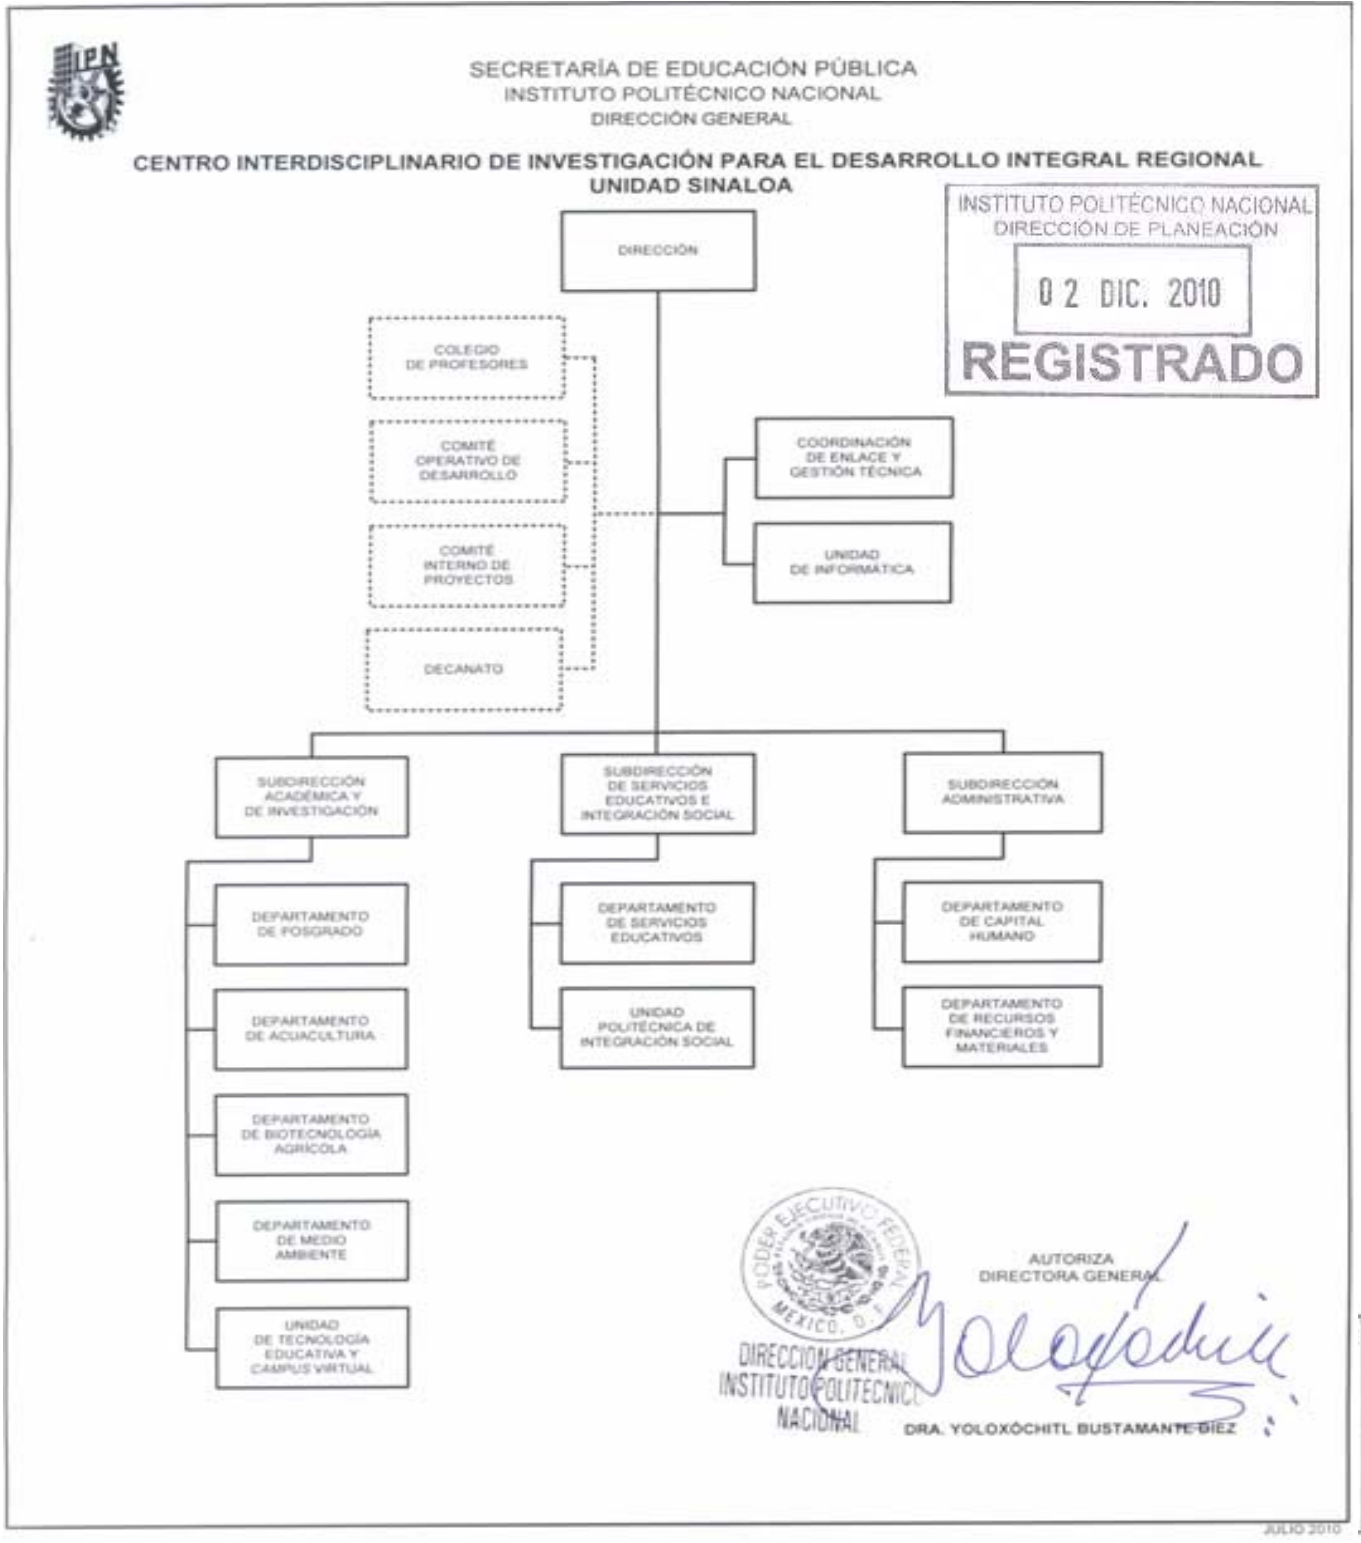 IPN
SECRETARÍA DE EDUCACIÓN PÚBLICA
INSTITUTO POLITÉCNICO NACIONAL
DIRECCIÓN GENERAL
CENTRO INTERDISCIPLINARIO DE INVESTIGACIÓN PARA EL DESARROLLO INTEGRAL REGIONAL
UNIDAD SINALOA
INSTITUTO POLITÉCNICO NACIONAL
DIRECCIÓN DE PLANEACIÓN
02 DIC. 2010
REGISTRADO
DIRECCIÓN
COLEGIO
DE PROFESORES
COMITÉ
OPERATIVO DE
DESARROLLO
COMITÉ
INTERNO DE
PROYECTOS
DECANATO
COORDINACIÓN
DE ENLACE Y
GESTIÓN TÉCNICA
UNIDAD
DE INFORMÁTICA
SUBDIRECCIÓN
ACADÉMICA Y
DE INVESTIGACIÓN
SUBDIRECCIÓN
DE SERVICIOS
EDUCATIVOS E
INTEGRACIÓN SOCIAL
SUBDIRECCIÓN
ADMINISTRATIVA
DEPARTAMENTO
DE POSGRADO
DEPARTAMENTO
DE ACUACULTURA
DEPARTAMENTO
DE BIOTECNOLOGÍA
AGRÍCOLA
DEPARTAMENTO
DE MEDIO
AMBIENTE
UNIDAD
DE TECNOLOGÍA
EDUCATIVA Y
CAMPUS VIRTUAL
DEPARTAMENTO
DE SERVICIOS
EDUCATIVOS
UNIDAD
POLITÉCNICA DE
INTEGRACIÓN SOCIAL
DEPARTAMENTO
DE CAPITAL
HUMANO
DEPARTAMENTO
DE RECURSOS
FINANCIEROS Y
MATERIALES
PODER EJECUTIVO FEDERAL
MEXICO, D. F.
DIRECCION GENERAL
INSTITUTO POLITECNICO
NACIONAL
AUTORIZA
DIRECTORA GENERAL
Yoloxóchitl
DRA. YOLOXÓCHITL BUSTAMANTE DIEZ
JULIO 2010